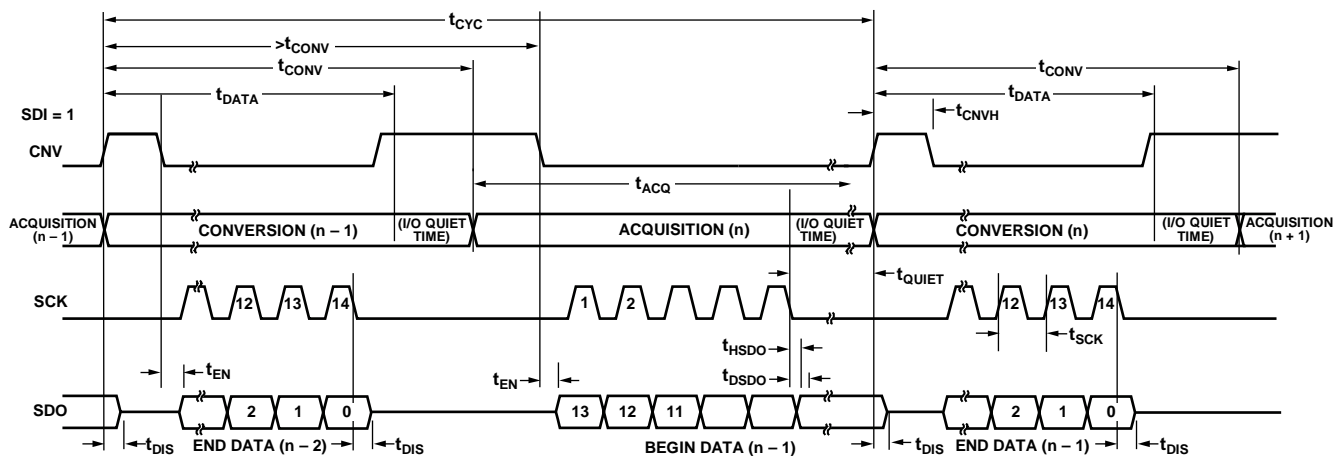 tCYC
>tCONV
tCONV
tCONV
tDATA
tDATA
SDI = 1
tCNVH
CNV
tACQ
ACQUISITION
(n – 1)
CONVERSION (n – 1)
(I/O QUIET
TIME)
ACQUISITION (n)
(I/O QUIET
TIME)
CONVERSION (n)
(I/O QUIET
TIME)
ACQUISITION
(n + 1)
tQUIET
SCK
12 13 14
1 2
12 13 14
tSCK
tHSDO
tEN
tEN
tDSDO
SDO
2 1 0
13 12 11
2 1 0
tDIS
END DATA (n – 2)
tDIS
BEGIN DATA (n – 1)
tDIS
END DATA (n – 1)
tDIS